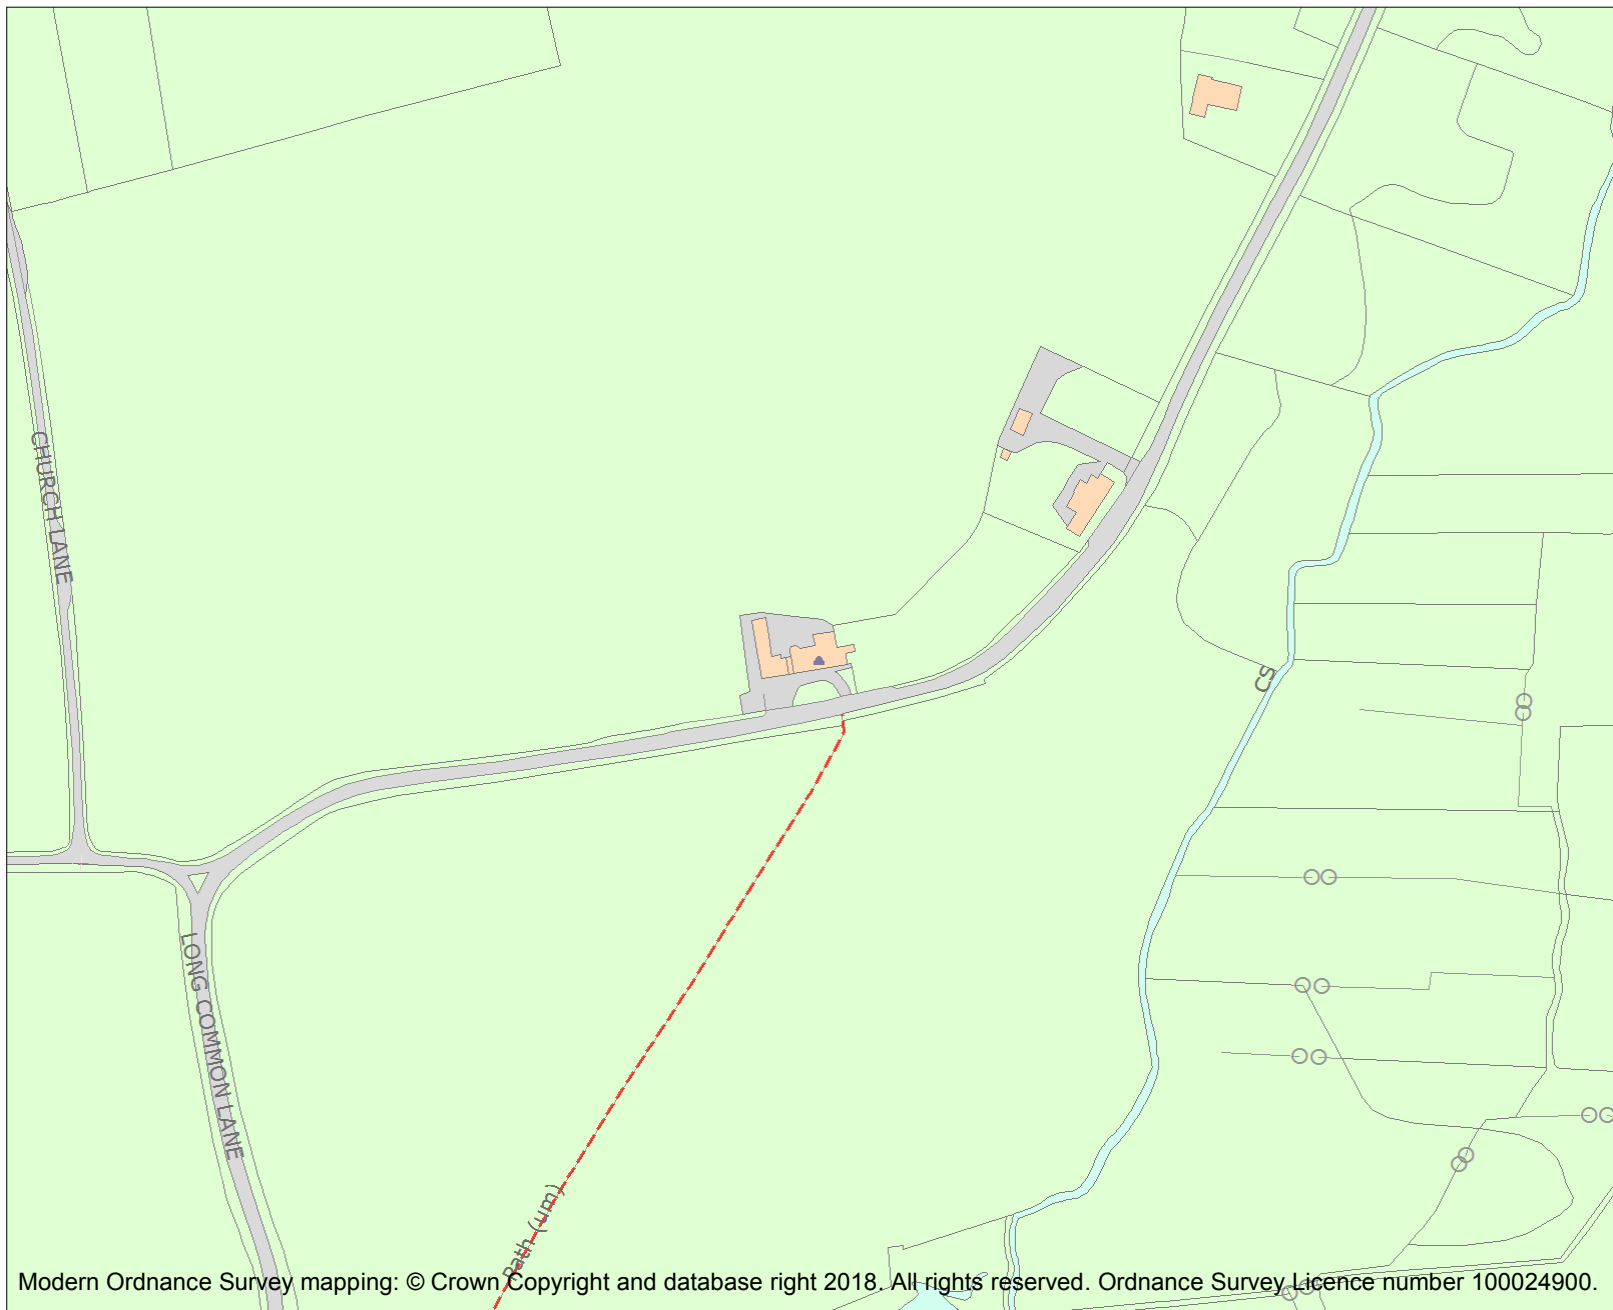 CHURCH LANE
CS
LONG COMMON LANE
Path (um)
Modern Ordnance Survey mapping: © Crown Copyright and database right 2018. All rights reserved. Ordnance Survey Licence number 100024900.